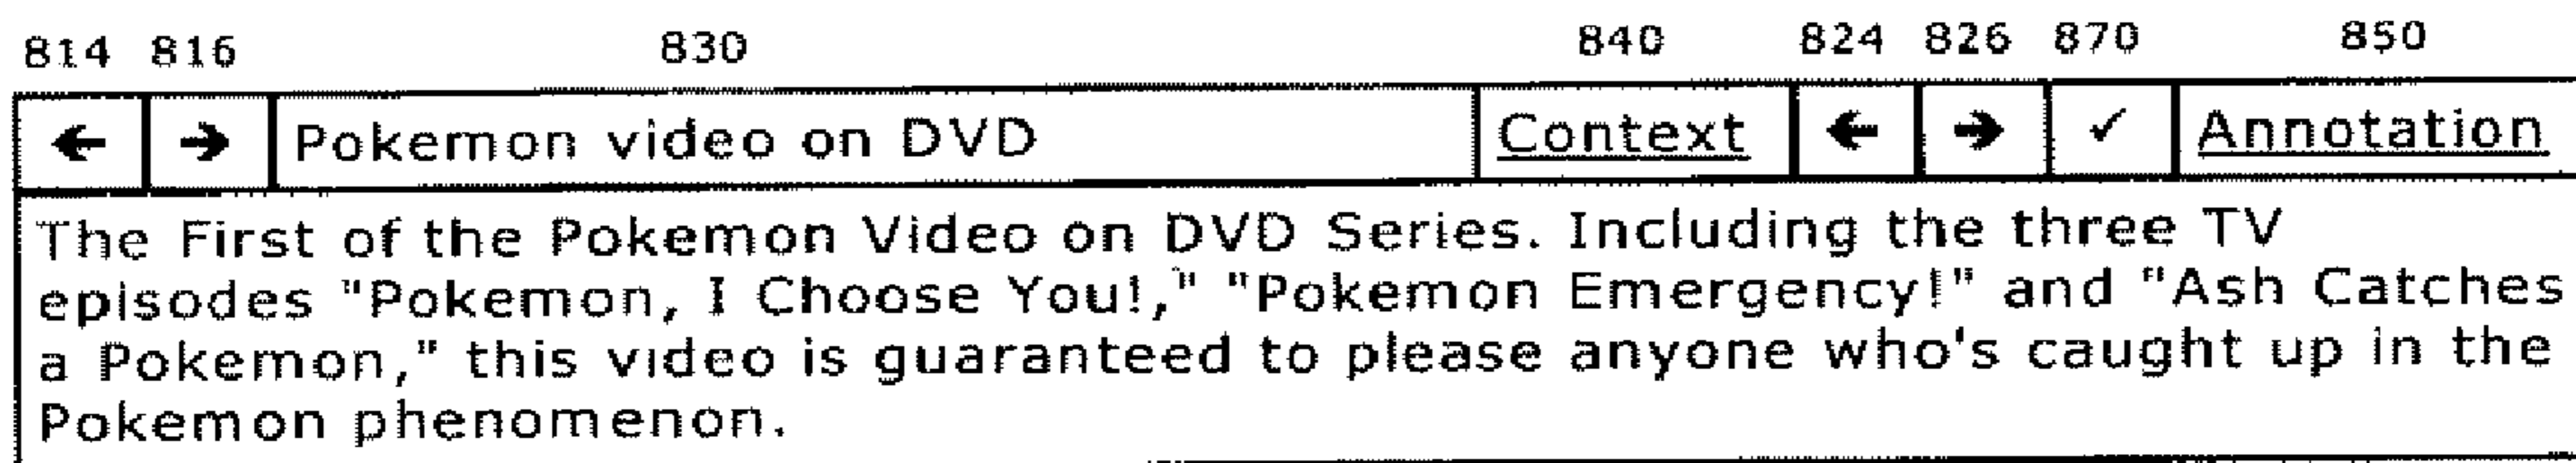 814 816 830 840 824 826 870 850
← → Pokemon video on DVD Context ← → ✓ Annotation
The First of the Pokemon Video on DVD Series. Including the three TV
episodes "Pokemon, I Choose You!," "Pokemon Emergency!" and "Ash Catches
a Pokemon," this video is guaranteed to please anyone who's caught up in the
Pokemon phenomenon.